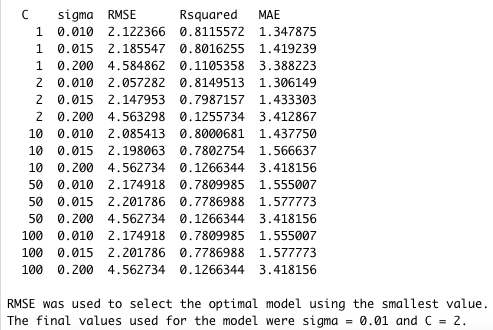 C    sigma  RMSE      Rsquared   MAE
1  0.010  2.122366  0.8115572  1.347875
1  0.015  2.185547  0.8016255  1.419239
1  0.200  4.584862  0.1105358  3.388223
2  0.010  2.057282  0.8149513  1.306149
2  0.015  2.147953  0.7987157  1.433303
2  0.200  4.563298  0.1255734  3.412867
10  0.010  2.085413  0.8000681  1.437750
10  0.015  2.198063  0.7802754  1.566637
10  0.200  4.562734  0.1266344  3.418156
50  0.010  2.174918  0.7809985  1.555007
50  0.015  2.201786  0.7786988  1.577773
50  0.200  4.562734  0.1266344  3.418156
100  0.010  2.174918  0.7809985  1.555007
100  0.015  2.201786  0.7786988  1.577773
100  0.200  4.562734  0.1266344  3.418156
RMSE was used to select the optimal model using the smallest value.
The final values used for the model were sigma = 0.01 and C = 2.